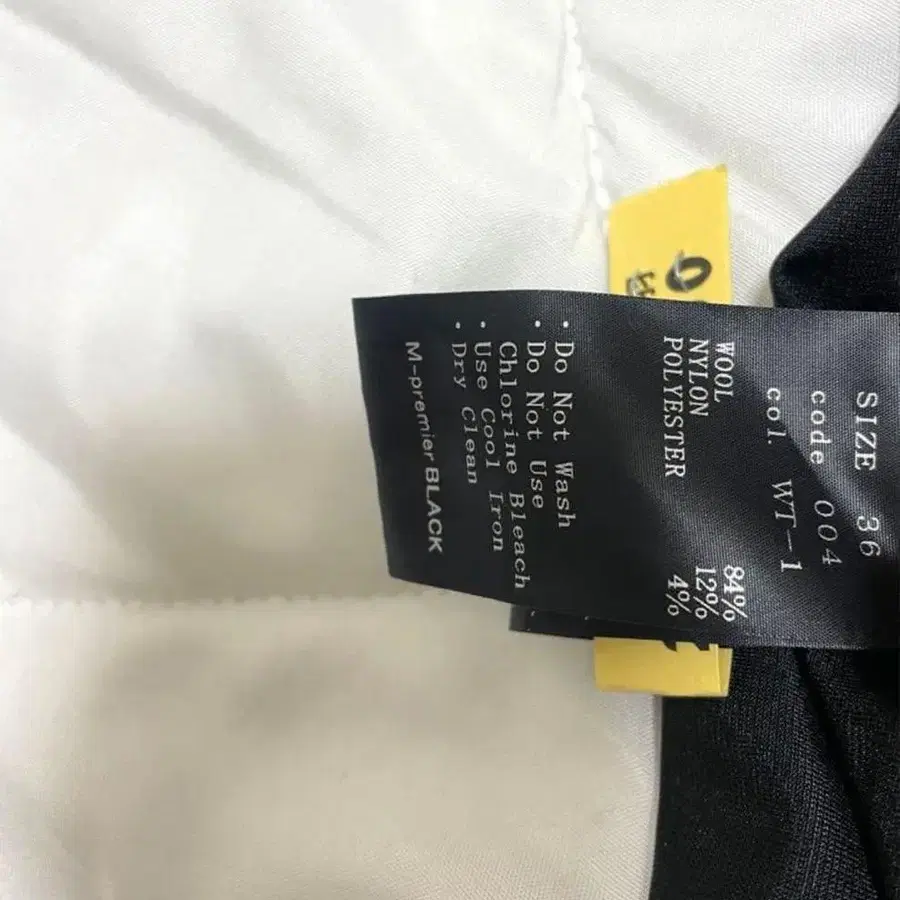 SIZE 36
code 004
col. WT-1
WOOL 84%
NYLON 12%
POLYESTER 4%
· Do Not Wash
· Do Not Use
Chlorine Bleach
· Use Cool Iron
· Dry Clean
M-premier BLACK